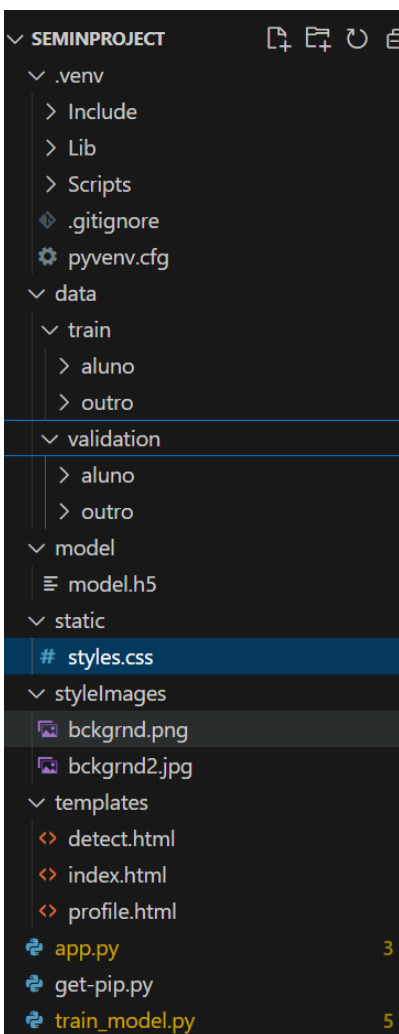 SEMINPROJECT
.venv
Include
Lib
Scripts
.gitignore
pyvenv.cfg
data
train
aluno
outro
validation
aluno
outro
model
model.h5
static
# styles.css
styleImages
bckgrnd.png
bckgrnd2.jpg
templates
<> detect.html
<> index.html
<> profile.html
app.py 3
get-pip.py
train_model.py 5